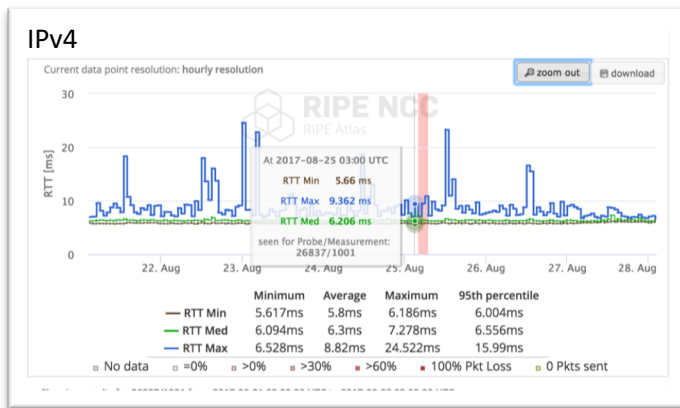 IPv4
Current data point resolution: hourly resolution
zoom out
download
RIPE NCC
RIPE Atlas
RTT [ms]
30
20
10
0
At 2017-08-25 03:00 UTC
RTT Min 5.66 ms
RTT Max 9.362 ms
RTT Med 6.206 ms
seen for Probe/Measurement:
26837/1001
22. Aug 23. Aug 24. Aug 25. Aug 26. Aug 27. Aug 28. Aug
Minimum Average Maximum 95th percentile
RTT Min 5.617ms 5.8ms 6.186ms 6.004ms
RTT Med 6.094ms 6.3ms 7.278ms 6.556ms
RTT Max 6.528ms 8.82ms 24.522ms 15.99ms
No data =0% >0% >30% >60% 100% Pkt Loss 0 Pkts sent